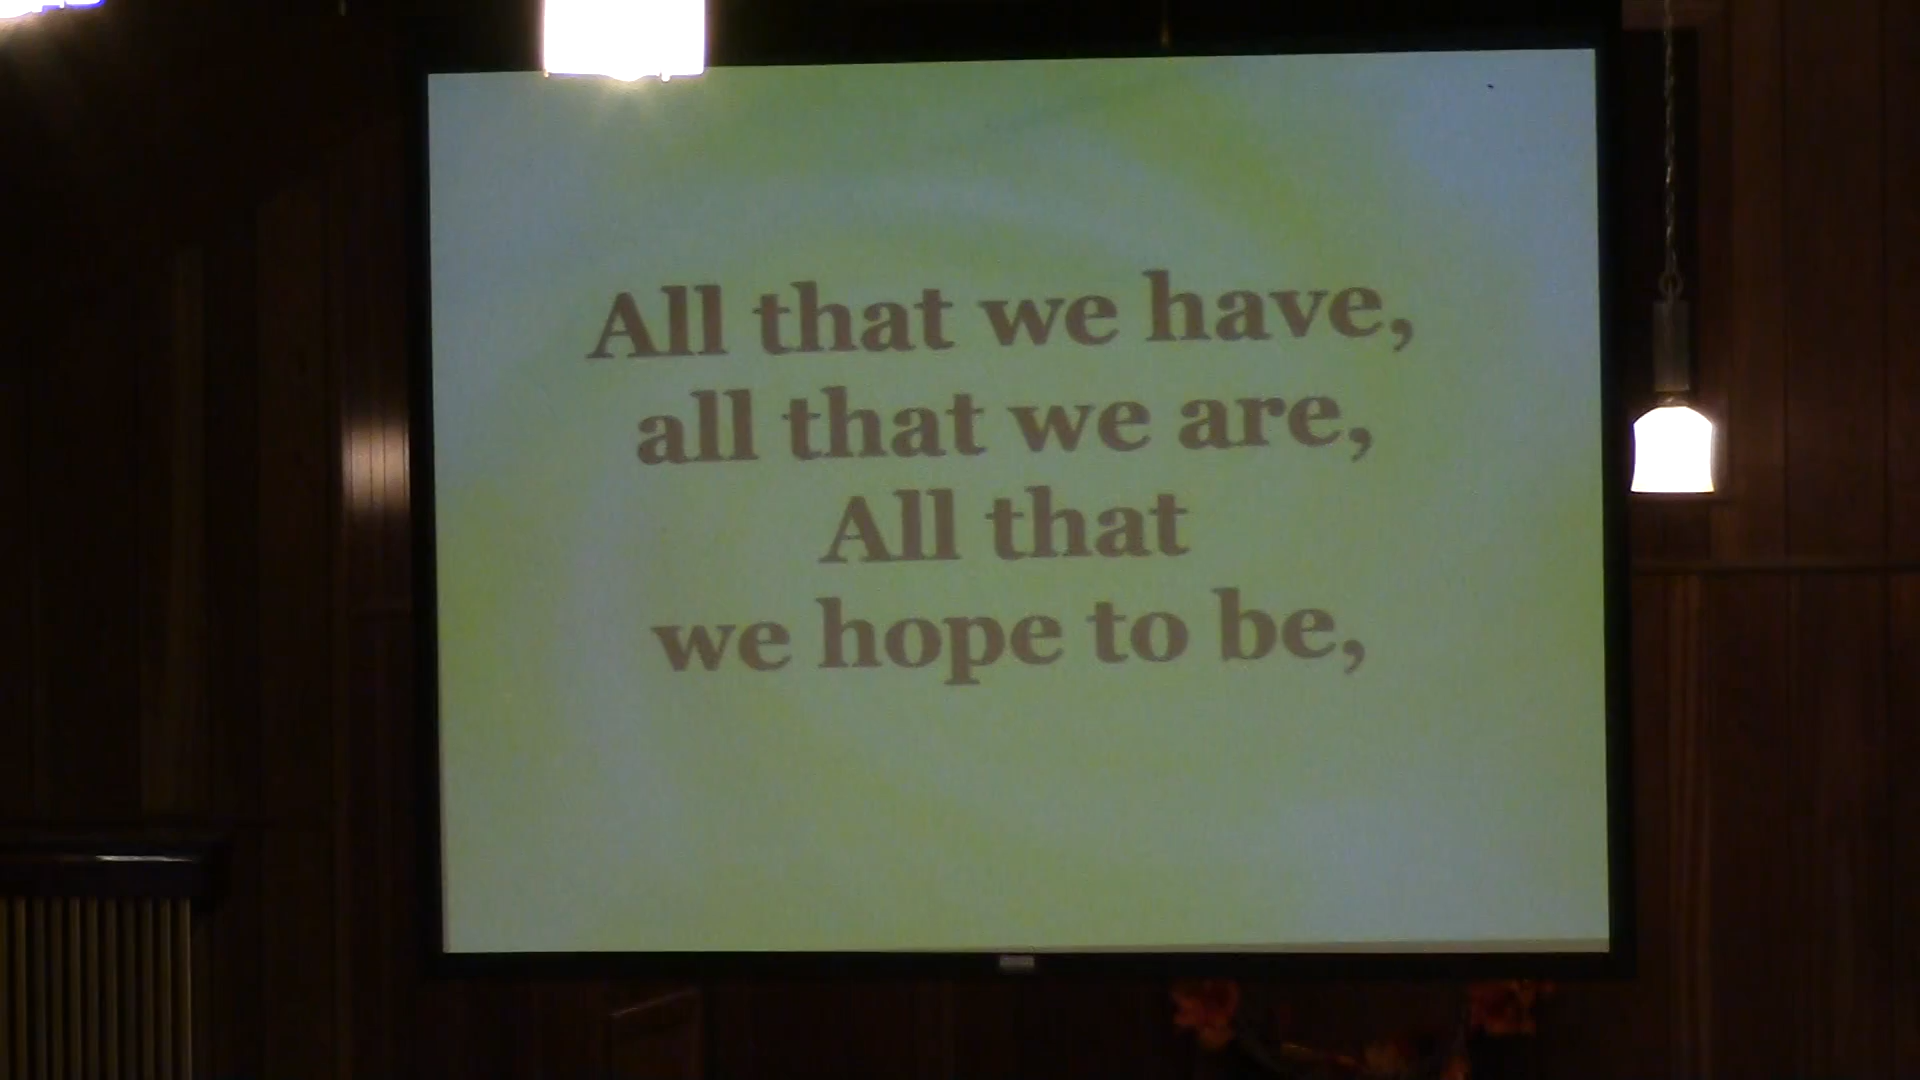 All that we have,
all that we are,
All that
we hope to be,